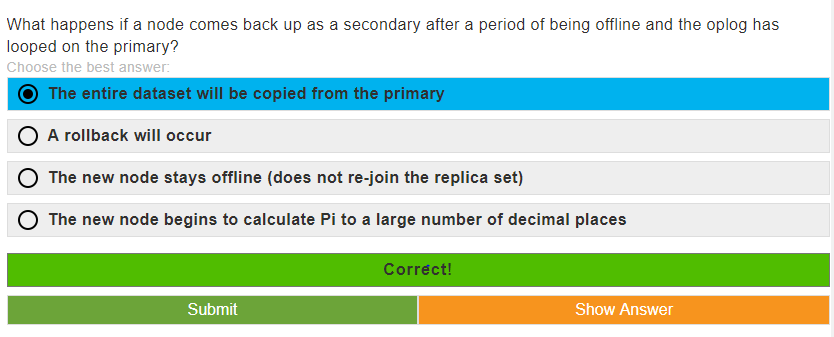 What happens if a node comes back up as a secondary after a period of being offline and the oplog has
looped on the primary?
Choose the best answer:
The entire dataset will be copied from the primary
A rollback will occur
The new node stays offline (does not re-join the replica set)
The new node begins to calculate Pi to a large number of decimal places
Correct!
Submit
Show Answer